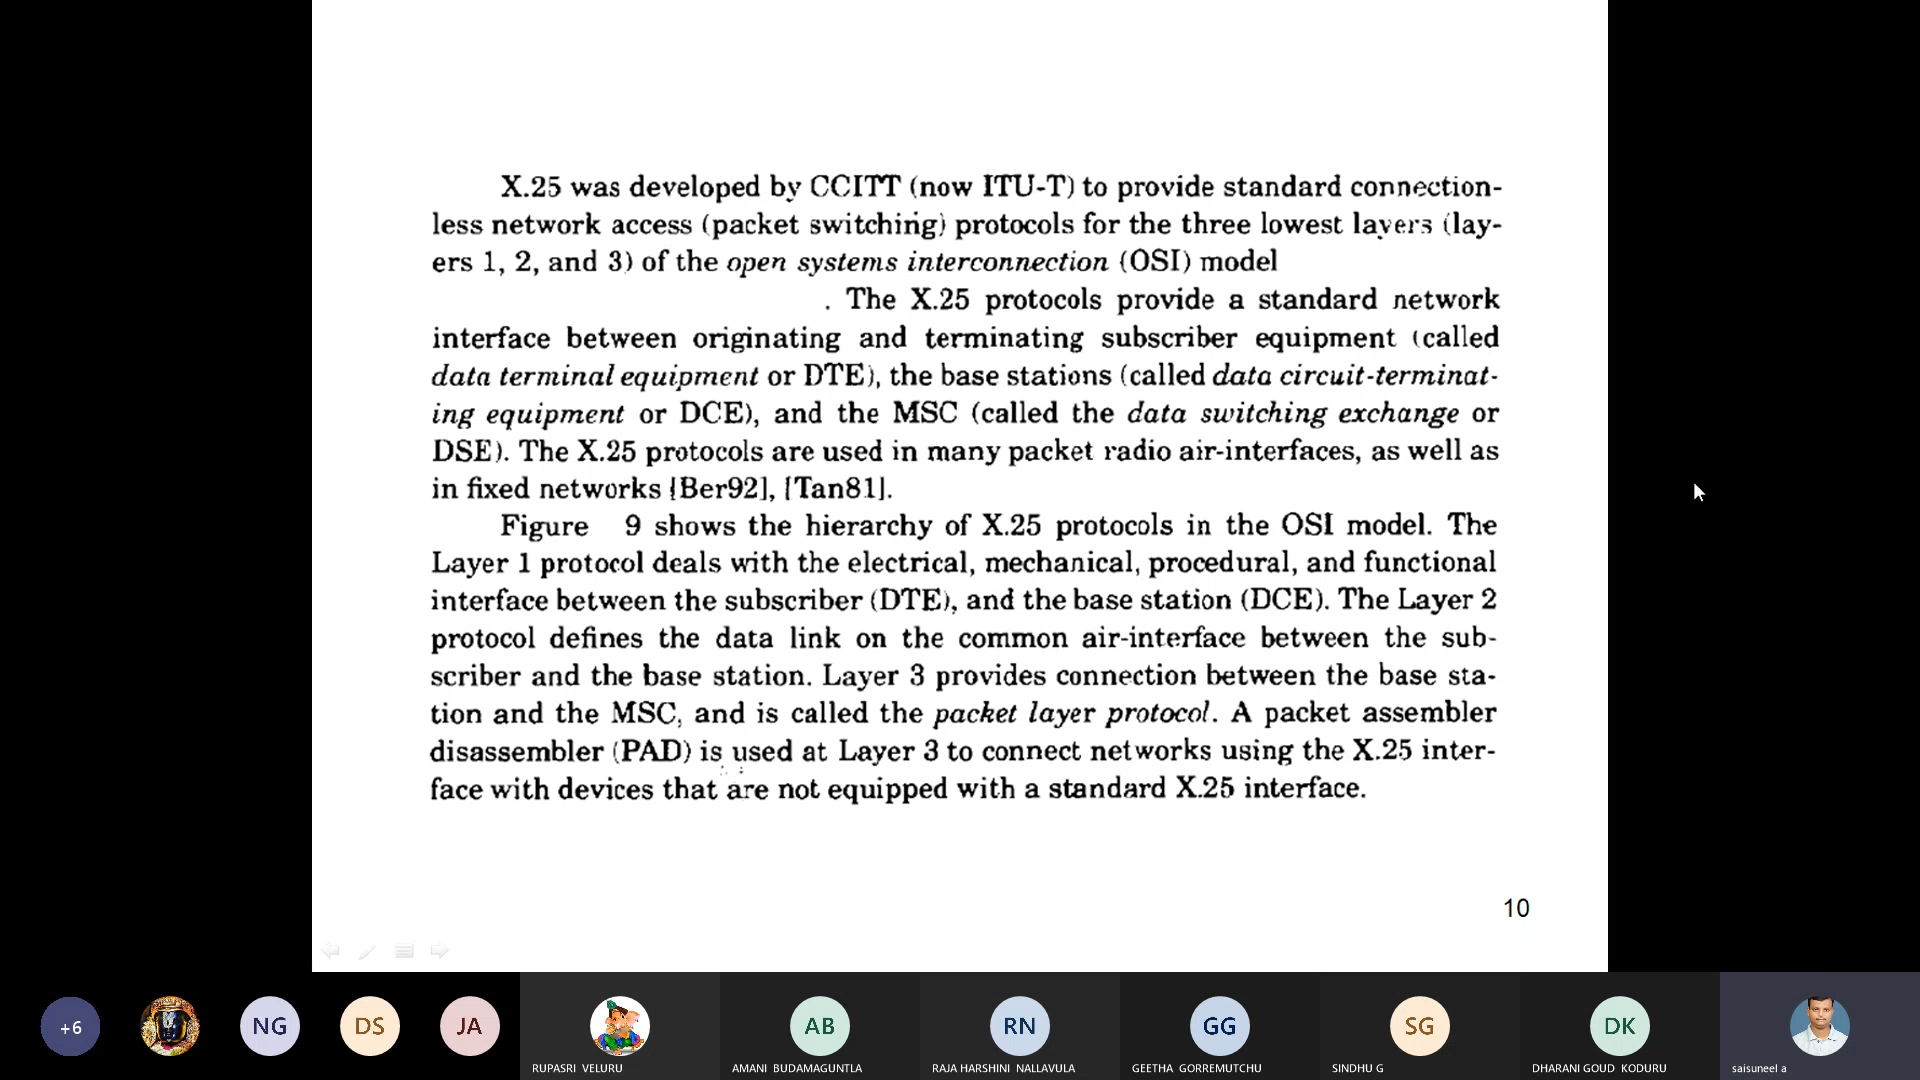 X.25 was developed by CCITT (now ITU-T) to provide standard connection-
less network access (packet switching) protocols for the three lowest layers (lay-
ers 1, 2, and 3) of the open systems interconnection (OSI) model
. The X.25 protocols provide a standard network
interface between originating and terminating subscriber equipment (called
data terminal equipment or DTE), the base stations (called data circuit-terminat-
ing equipment or DCE), and the MSC (called the data switching exchange or
DSE). The X.25 protocols are used in many packet radio air-interfaces, as well as
in fixed networks [Ber92], [Tan81].
Figure 9 shows the hierarchy of X.25 protocols in the OSI model. The
Layer 1 protocol deals with the electrical, mechanical, procedural, and functional
interface between the subscriber (DTE), and the base station (DCE). The Layer 2
protocol defines the data link on the common air-interface between the sub-
scriber and the base station. Layer 3 provides connection between the base sta-
tion and the MSC, and is called the packet layer protocol. A packet assembler
disassembler (PAD) is used at Layer 3 to connect networks using the X.25 inter-
face with devices that are not equipped with a standard X.25 interface.
10
+6
NG
DS
JA
AB
RN
GG
SG
DK
RUPASRI VELURU
AMANI BUDAMAGUNTLA
RAJA HARSHINI NALLAVULA
GEETHA GORREMUTCHU
SINDHU G
DHARANI GOUD KODURU
saisuneel a